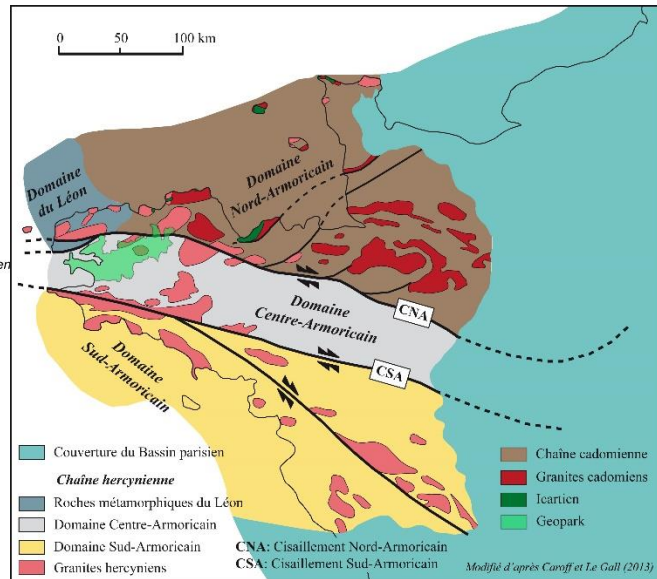 0 50 100 km
Domaine
du Léon
Domaine
Nord-Armoricain
en
Domaine
Centre-Armoricain
CNA
CSA
Domaine
Sud-Armoricain
Couverture du Bassin parisien
Chaîne hercynienne
Roches métamorphiques du Léon
Domaine Centre-Armoricain
Domaine Sud-Armoricain
Granites hercyniens
CNA: Cisaillement Nord-Armoricain
CSA: Cisaillement Sud-Armoricain
Chaîne cadomienne
Granites cadomiens
Icartien
Geopark
Modifié d'après Caroff et Le Gall (2013)